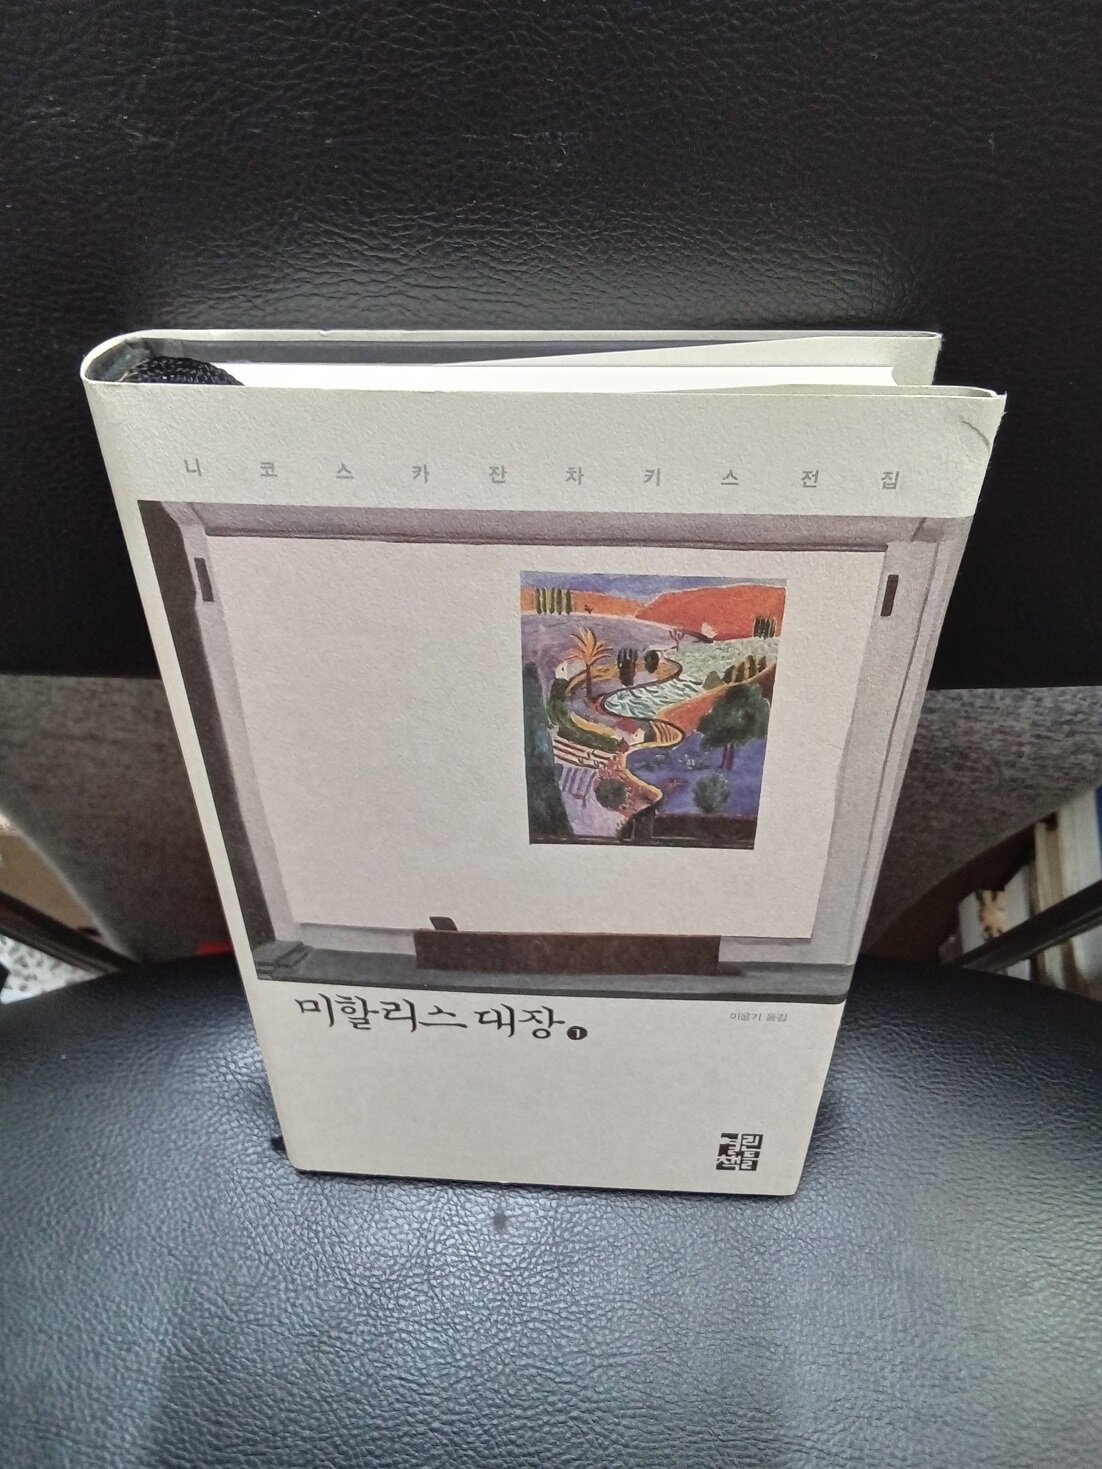 니코스카잔차키스전집
미할리스 대장 1
이윤기 옮김
열린
책들